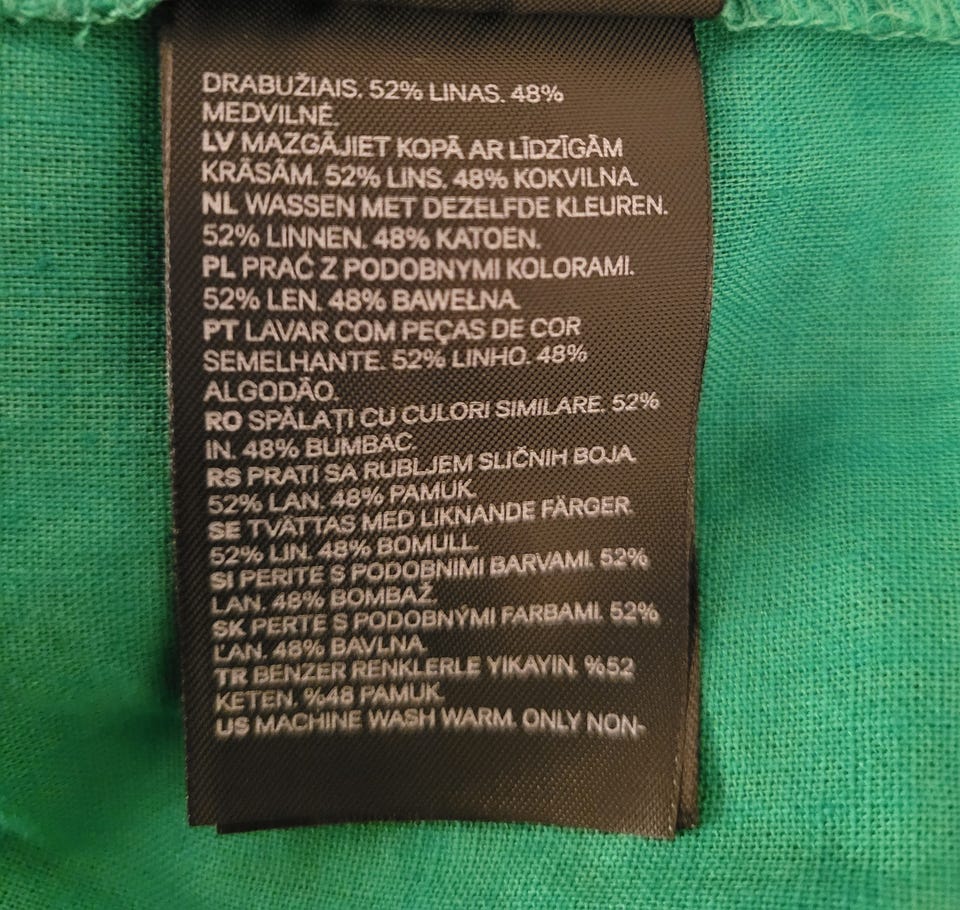 DRABUŽIAIS. 52% LINAS. 48%
MEDVILNĖ.
LV MAZGĀJIET KOPĀ AR LĪDZĪGĀM
KRĀSĀM. 52% LINS. 48% KOKVILNA.
NL WASSEN MET DEZELFDE KLEUREN.
52% LINNEN. 48% KATOEN.
PL PRAĆ Z PODOBNYMI KOLORAMI.
52% LEN. 48% BAWEŁNA.
PT LAVAR COM PEÇAS DE COR
SEMELHANTE. 52% LINHO. 48%
ALGODÃO.
RO SPĂLAȚI CU CULORI SIMILARE. 52%
IN. 48% BUMBAC.
RS PRATI SA RUBLJEM SLIČNIH BOJA.
52% LAN. 48% PAMUK.
SE TVÄTTAS MED LIKNANDE FÄRGER.
52% LIN. 48% BOMULL.
SI PERITE S PODOBNIMI BARVAMI. 52%
LAN. 48% BOMBAŽ.
SK PERTE S PODOBNÝMI FARBAMI. 52%
ĽAN. 48% BAVLNA.
TR BENZER RENKLERLE YIKAYIN. %52
KETEN. %48 PAMUK.
US MACHINE WASH WARM. ONLY NON-